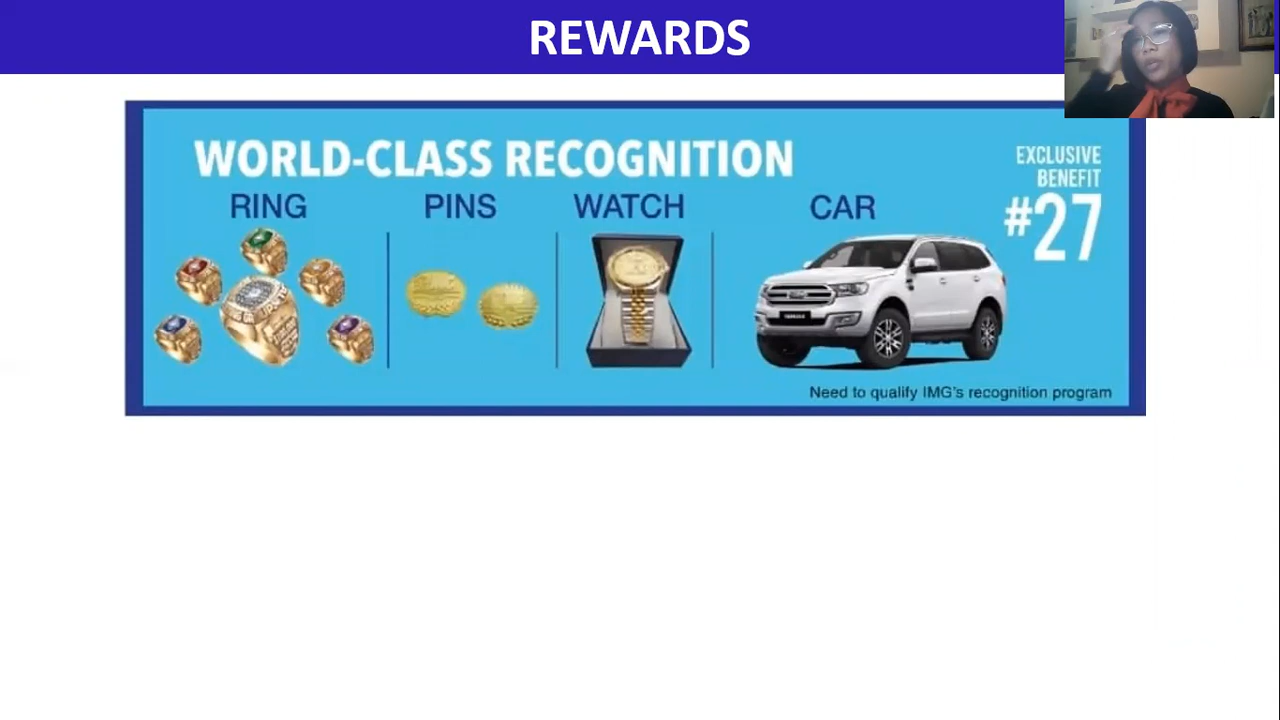 REWARDS
WORLD-CLASS RECOGNITION
EXCLUSIVE
BENEFIT
#27
RING
PINS
WATCH
CAR
Need to qualify IMG's recognition program